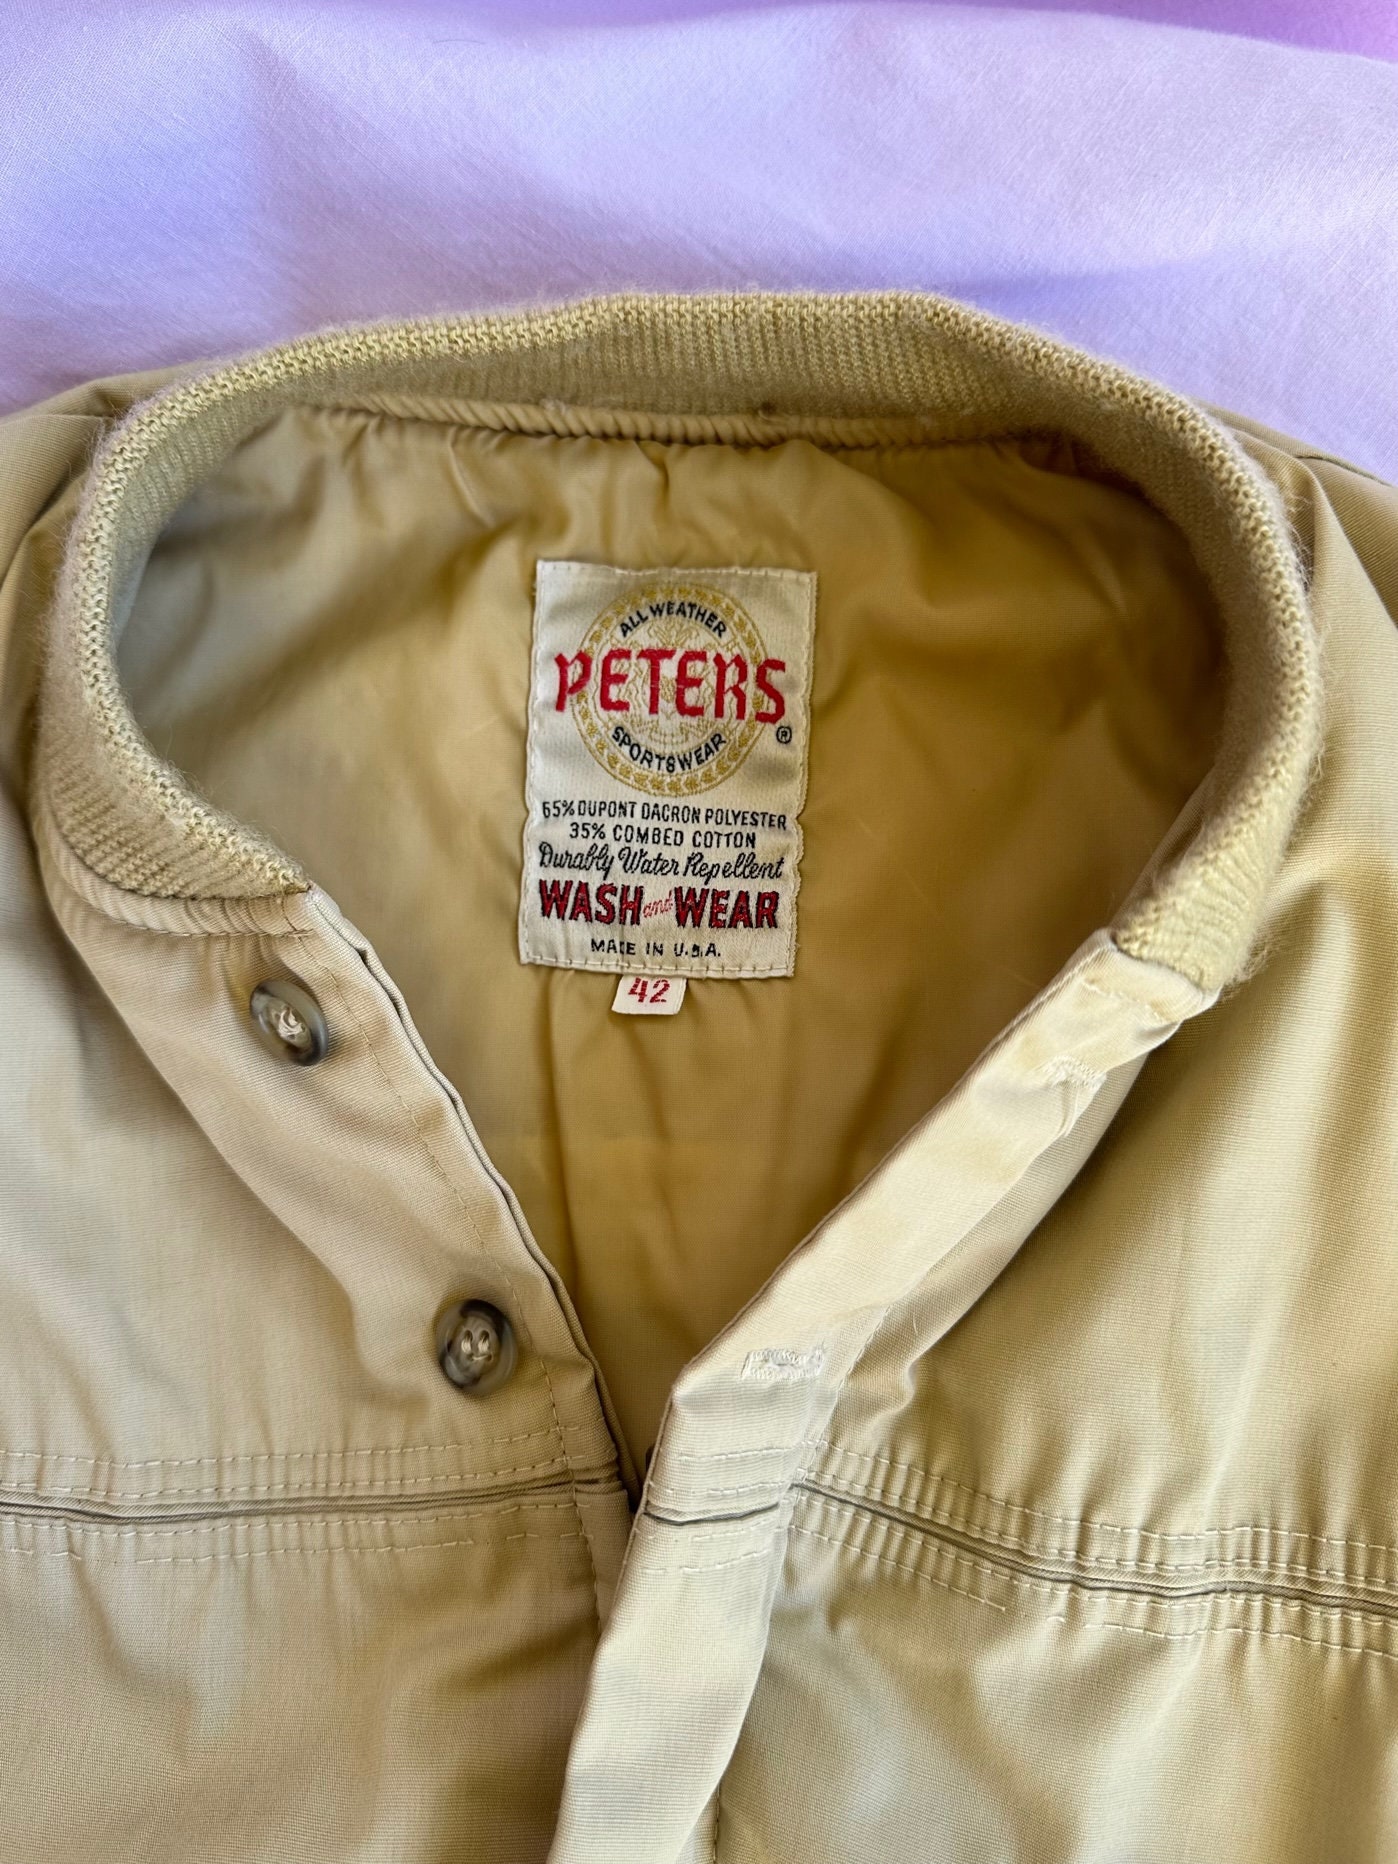 ALL WEATHER
PETERS
SPORTSWEAR ®
65% DUPONT DACRON POLYESTER
35% COMBED COTTON
Durably Water Repellent
WASH and WEAR
MADE IN U.S.A.
42